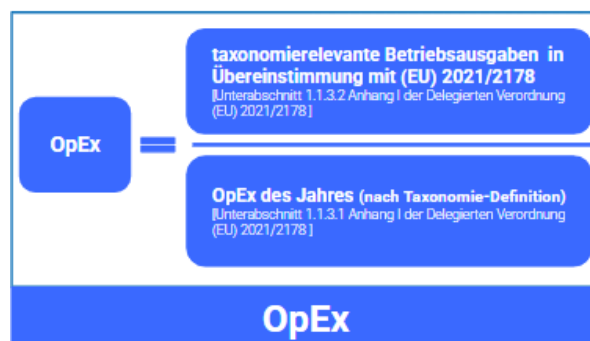 taxonomierelevante Betriebsausgaben in
Übereinstimmung mit (EU) 2021/2178
[Unterabschnitt 1.1.3.2 Anhang I der Delegierten Verordnung
(EU) 2021/2178 ]
OpEx
=
OpEx des Jahres (nach Taxonomie-Definition)
[Unterabschnitt 1.1.3.1 Anhang I der Delegierten Verordnung
(EU) 2021/2178 ]
OpEx